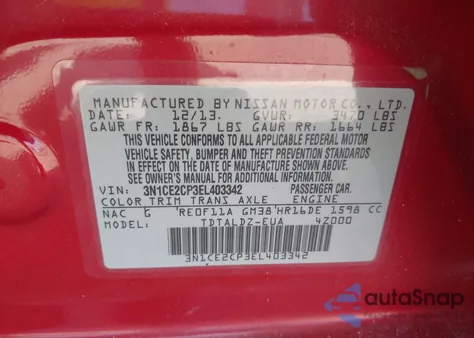 MANUFACTURED BY NISSAN MOTOR CO., LTD.
DATE: 12/13. GVWR: 3470 LBS
GAWR FR: 1867 LBS GAWR RR: 1664 LBS
THIS VEHICLE CONFORMS TO ALL APPLICABLE FEDERAL MOTOR
VEHICLE SAFETY, BUMPER AND THEFT PREVENTION STANDARDS
IN EFFECT ON THE DATE OF MANUFACTURE SHOWN ABOVE.
SEE OWNER'S MANUAL FOR ADDITIONAL INFORMATION.
VIN: 3N1CE2CP3EL403342 PASSENGER CAR.
COLOR TRIM TRANS AXLE ENGINE
NAC G RE0F11A GM38 HR16DE 1598 CC
MODEL: TDTALDZ-EUA 4Z000
3N1CE2CP3EL403342
autoSnap